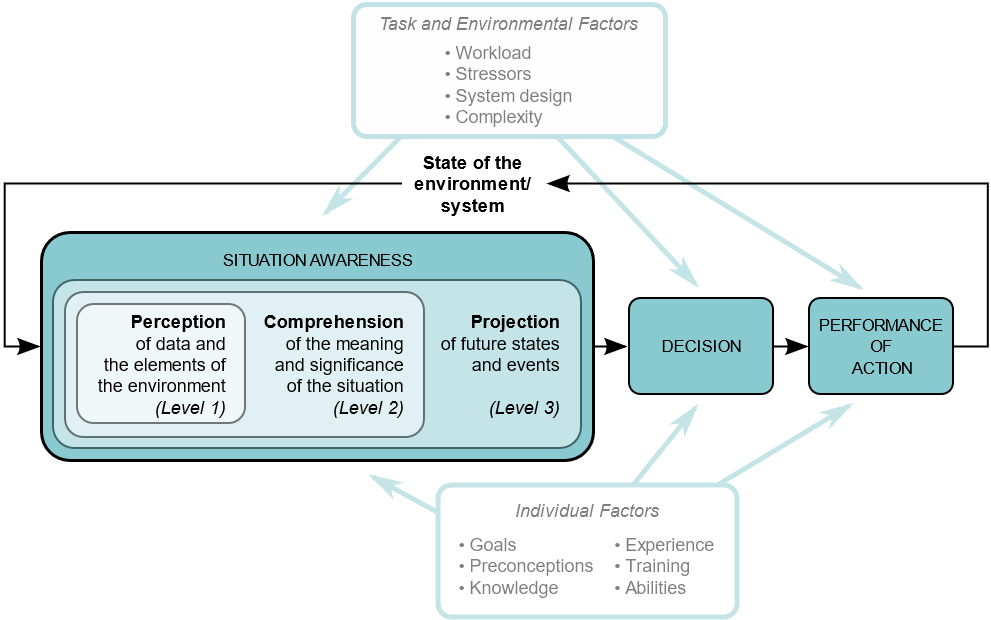 Task and Environmental Factors
• Workload
• Stressors
• System design
• Complexity
State of the
environment/
system
SITUATION AWARENESS
Perception
of data and
the elements of
the environment
(Level 1)
Comprehension
of the meaning
and significance
of the situation
(Level 2)
Projection
of future states
and events
(Level 3)
DECISION
PERFORMANCE
OF
ACTION
Individual Factors
• Goals
• Preconceptions
• Knowledge
• Experience
• Training
• Abilities